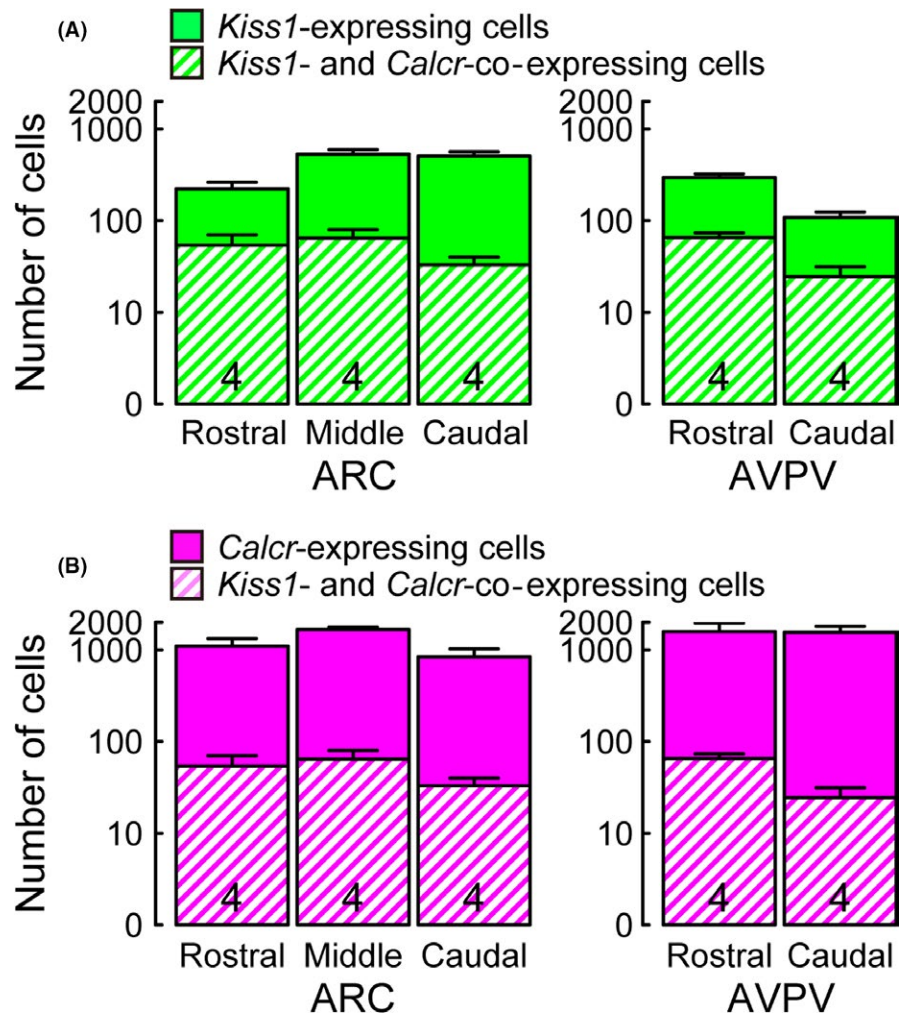 (A)
Kiss1-expressing cells
Kiss1- and Calcr-co-expressing cells
Number of cells
2000
1000
100
10
0
4 4 4
Rostral Middle Caudal
ARC
2000
1000
100
10
0
4 4
Rostral Caudal
AVPV
(B)
Calcr-expressing cells
Kiss1- and Calcr-co-expressing cells
Number of cells
2000
1000
100
10
0
4 4 4
Rostral Middle Caudal
ARC
2000
1000
100
10
0
4 4
Rostral Caudal
AVPV